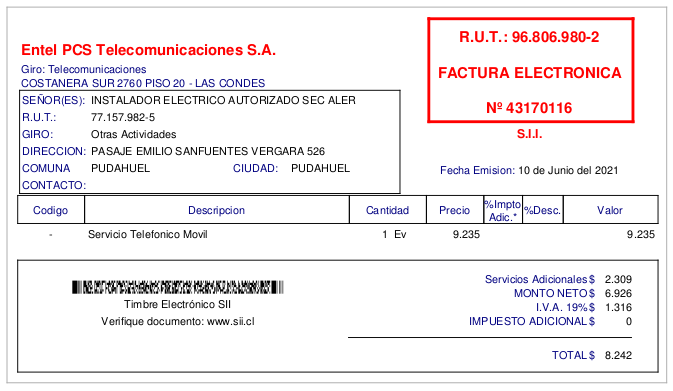 Entel PCS Telecomunicaciones S.A.
Giro: Telecomunicaciones
COSTANERA SUR 2760 PISO 20 - LAS CONDES
R.U.T.: 96.806.980-2
FACTURA ELECTRONICA
Nº 43170116
S.I.I.
SEÑOR(ES): INSTALADOR ELECTRICO AUTORIZADO SEC ALER
R.U.T.: 77.157.982-5
GIRO: Otras Actividades
DIRECCION: PASAJE EMILIO SANFUENTES VERGARA 526
COMUNA PUDAHUEL CIUDAD: PUDAHUEL
CONTACTO:
Fecha Emision: 10 de Junio del 2021
Codigo Descripcion Cantidad Precio %Impto Adic.* %Desc. Valor
- Servicio Telefonico Movil 1 Ev 9.235 9.235
Timbre Electrónico SII
Verifique documento: www.sii.cl
Servicios Adicionales $ 2.309
MONTO NETO $ 6.926
I.V.A. 19% $ 1.316
IMPUESTO ADICIONAL $ 0
TOTAL $ 8.242